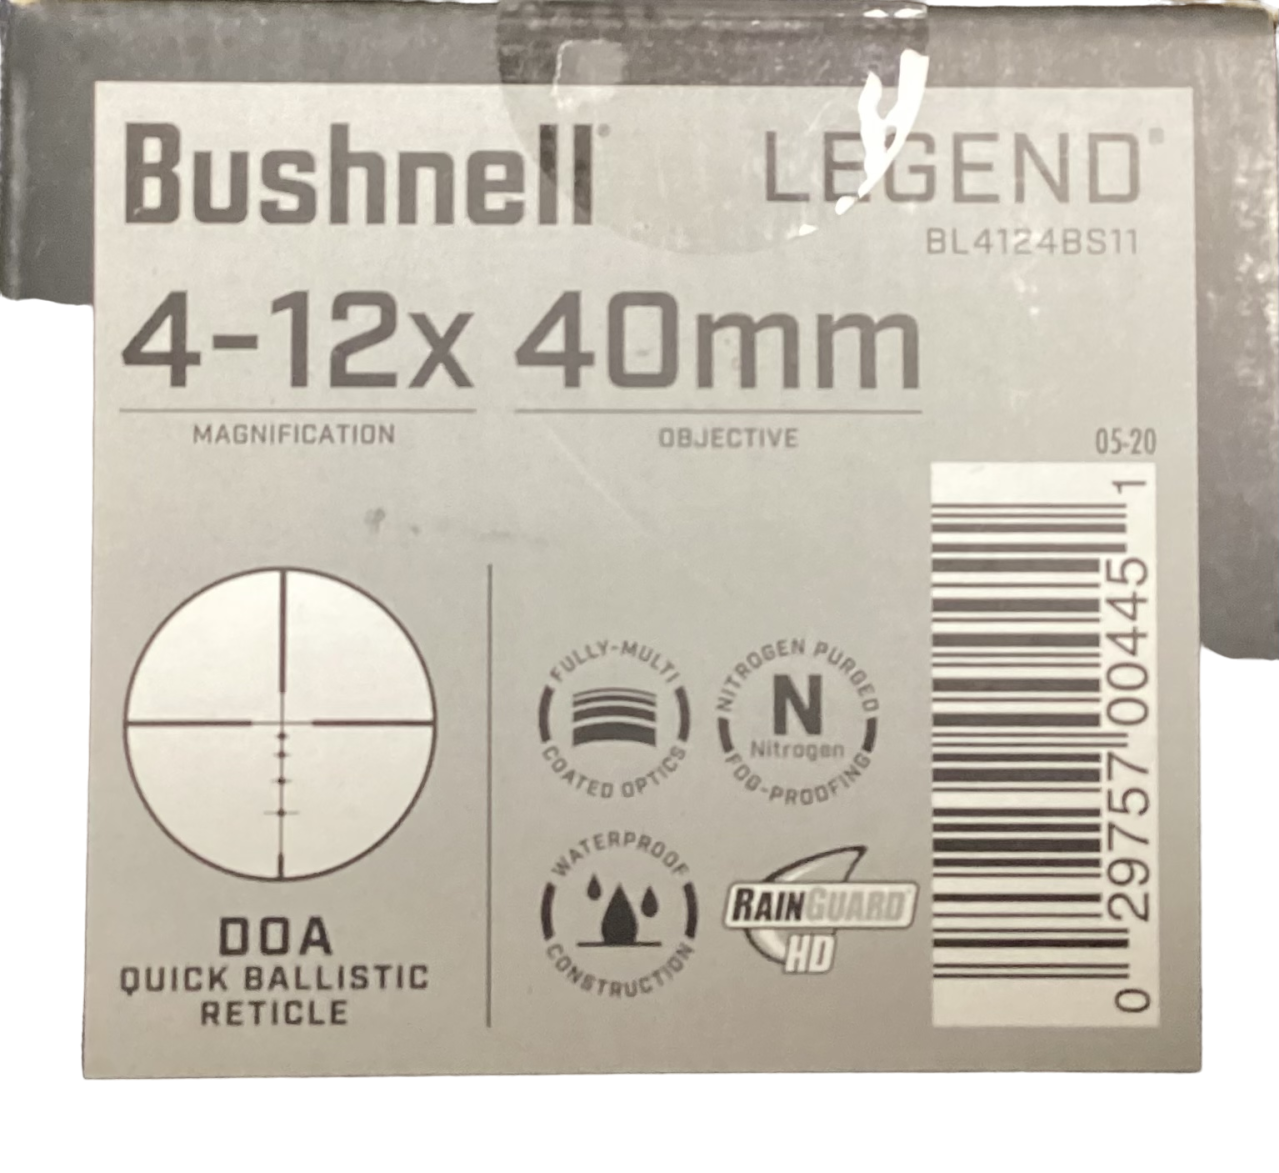 Bushnell®
LEGEND®
BL4124BS11
4-12x 40mm
MAGNIFICATION
OBJECTIVE
05-20
DOA
QUICK BALLISTIC
RETICLE
FULLY-MULTI
COATED OPTICS
NITROGEN PURGED
N
Nitrogen
FOG-PROOFING
WATERPROOF
CONSTRUCTION
RAINGUARD
HD
0 29757 00445 1